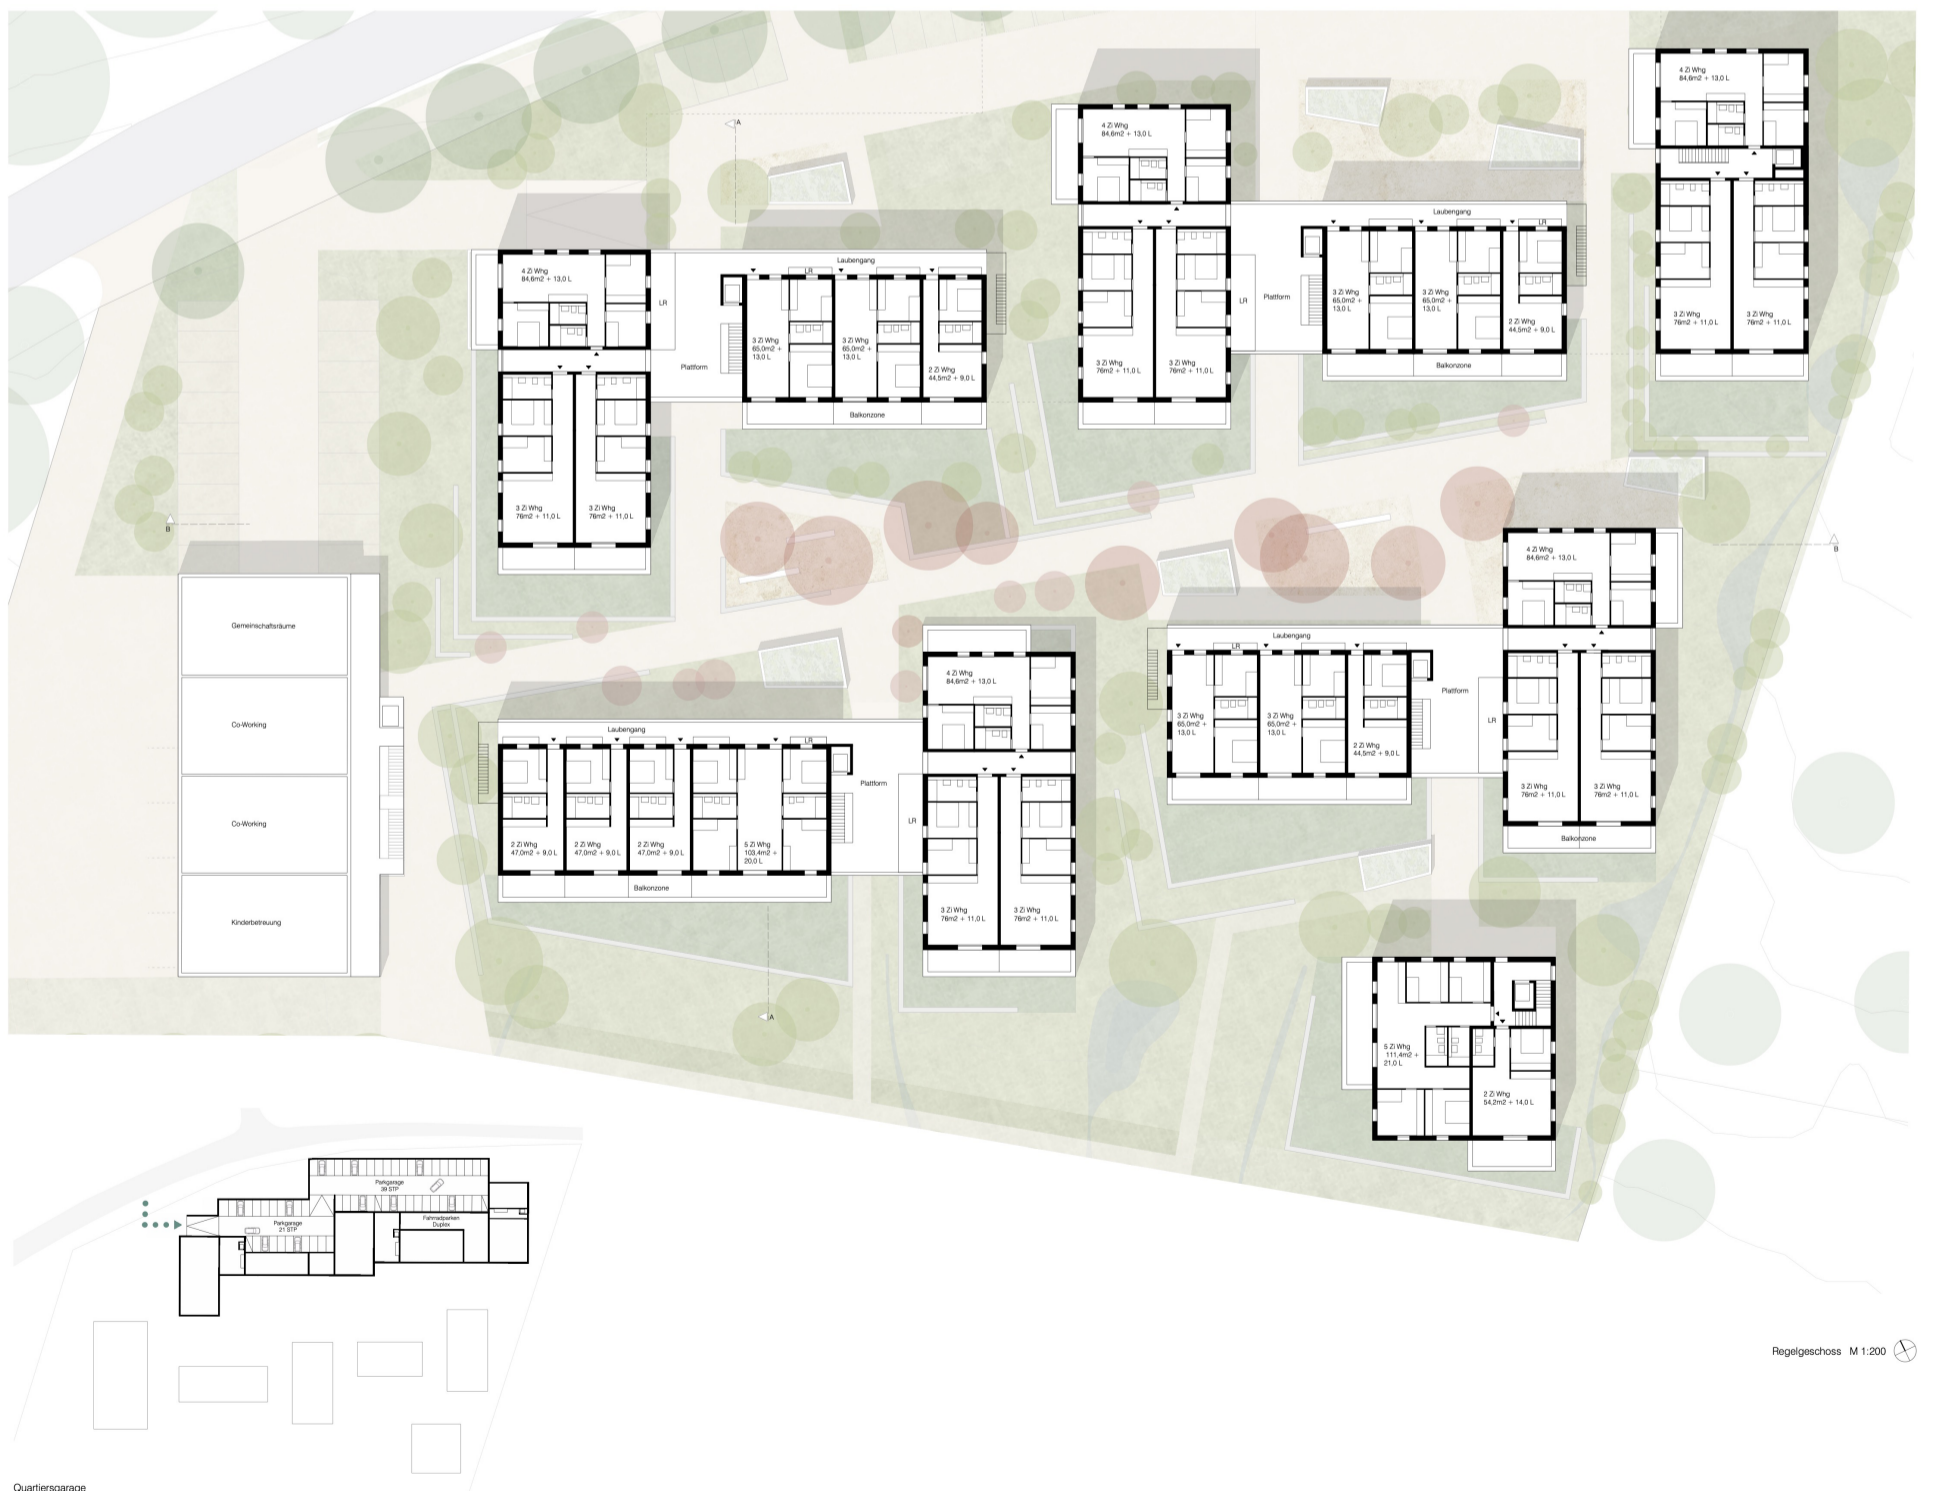 4 Zi Whg
84,6m2 + 13,0 L
3 Zi Whg
76m2 + 11,0 L
3 Zi Whg
76m2 + 11,0 L
A
4 Zi Whg
84,6m2 + 13,0 L
3 Zi Whg
76m2 + 11,0 L
3 Zi Whg
76m2 + 11,0 L
LR
Plattform
Laubengang
LR
3 Zi Whg
65,0m2 +
13,0 L
3 Zi Whg
65,0m2 +
13,0 L
2 Zi Whg
44,5m2 + 9,0 L
Balkonzone
4 Zi Whg
84,6m2 + 13,0 L
3 Zi Whg
76m2 + 11,0 L
3 Zi Whg
76m2 + 11,0 L
LR
Plattform
Laubengang
LR
3 Zi Whg
65,0m2 +
13,0 L
3 Zi Whg
65,0m2 +
13,0 L
2 Zi Whg
44,5m2 + 9,0 L
Balkonzone
B
B
Gemeinschaftsräume
Co-Working
Co-Working
Kinderbetreuung
Laubengang
LR
2 Zi Whg
47,0m2 + 9,0 L
2 Zi Whg
47,0m2 + 9,0 L
2 Zi Whg
47,0m2 + 9,0 L
5 Zi Whg
103,4m2 +
20,0 L
Balkonzone
Plattform
LR
4 Zi Whg
84,6m2 + 13,0 L
3 Zi Whg
76m2 + 11,0 L
3 Zi Whg
76m2 + 11,0 L
A
Laubengang
LR
3 Zi Whg
65,0m2 +
13,0 L
3 Zi Whg
65,0m2 +
13,0 L
2 Zi Whg
44,5m2 + 9,0 L
Plattform
LR
4 Zi Whg
84,6m2 + 13,0 L
3 Zi Whg
76m2 + 11,0 L
3 Zi Whg
76m2 + 11,0 L
Balkonzone
5 Zi Whg
111,4m2 +
21,0 L
2 Zi Whg
54,2m2 + 14,0 L
Parkgarage
39 STP
Parkgarage
21 STP
Fahrradparken
Duplex
Regelgeschoss M 1:200
Quartiersgarage